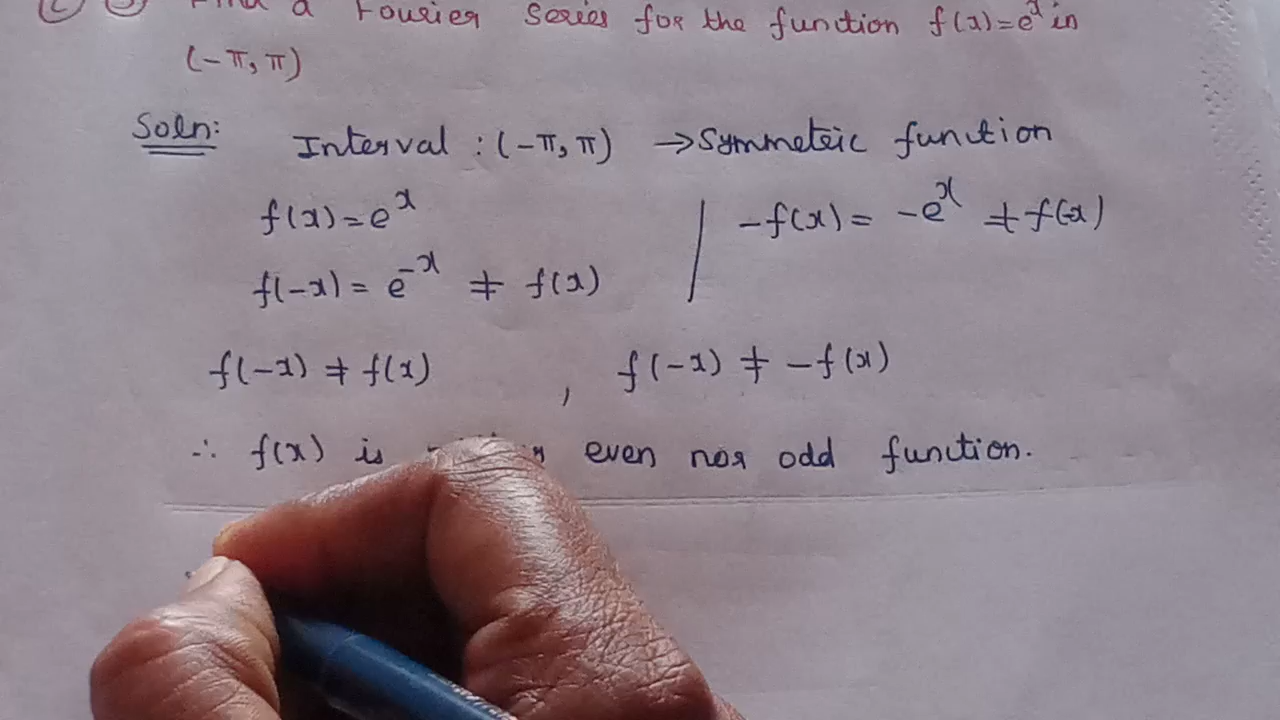 a Fourier Series for the function f(x)=e^x in
(-π, π)
Soln: Interval : (-π, π) → Symmetric function
f(x) = e^x | -f(x) = -e^x ≠ f(-x)
f(-x) = e^-x ≠ f(x)
f(-x) ≠ f(x) , f(-x) ≠ -f(x)
∴ f(x) is even nor odd function.